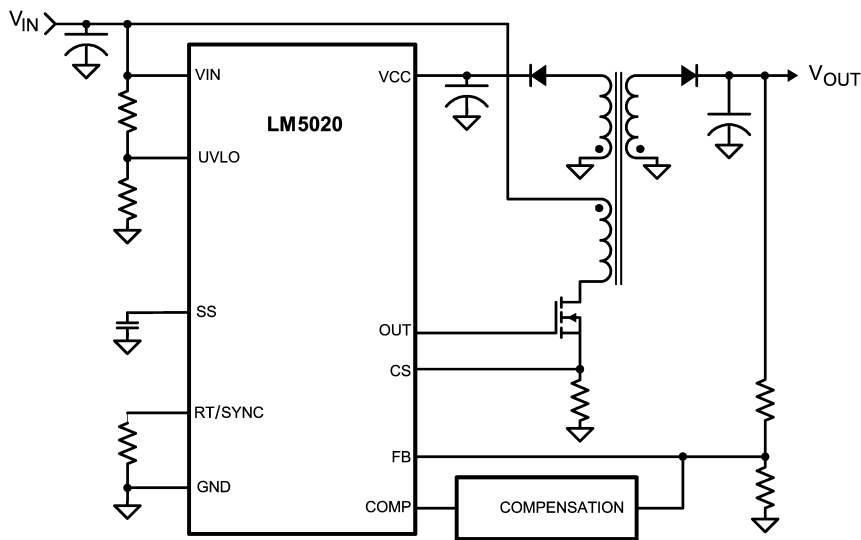 VIN
VIN
VCC
VOUT
LM5020
UVLO
SS
OUT
CS
RT/SYNC
FB
GND
COMP
COMPENSATION